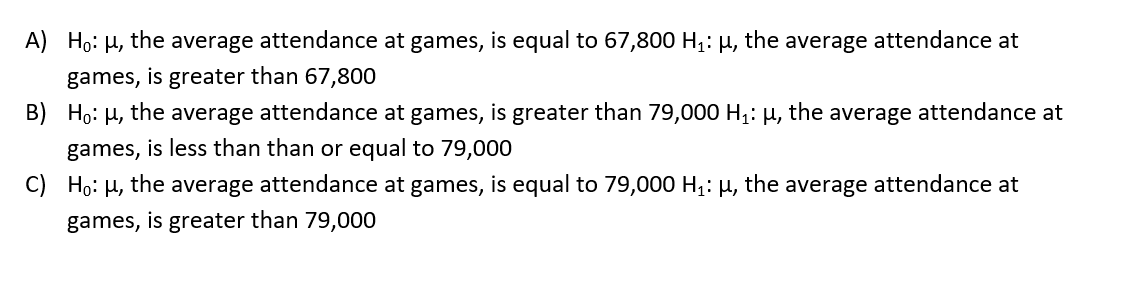 A) H₀: μ, the average attendance at games, is equal to 67,800 H₁: μ, the average attendance at
games, is greater than 67,800
B) H₀: μ, the average attendance at games, is greater than 79,000 H₁: μ, the average attendance at
games, is less than than or equal to 79,000
C) H₀: μ, the average attendance at games, is equal to 79,000 H₁: μ, the average attendance at
games, is greater than 79,000